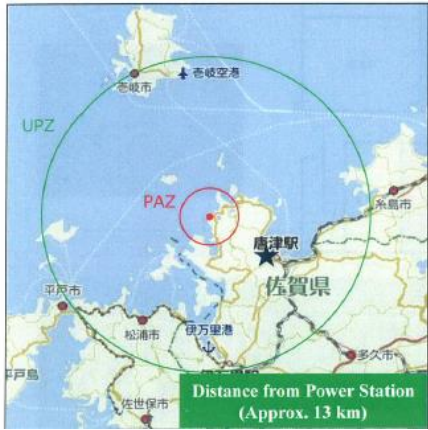 壱岐空港
壱岐市
UPZ
PAZ
糸島市
唐津駅
佐賀県
平戸市
松浦市
伊万里港
多久市
平戸島
佐世保市
Distance from Power Station
(Approx. 13 km)